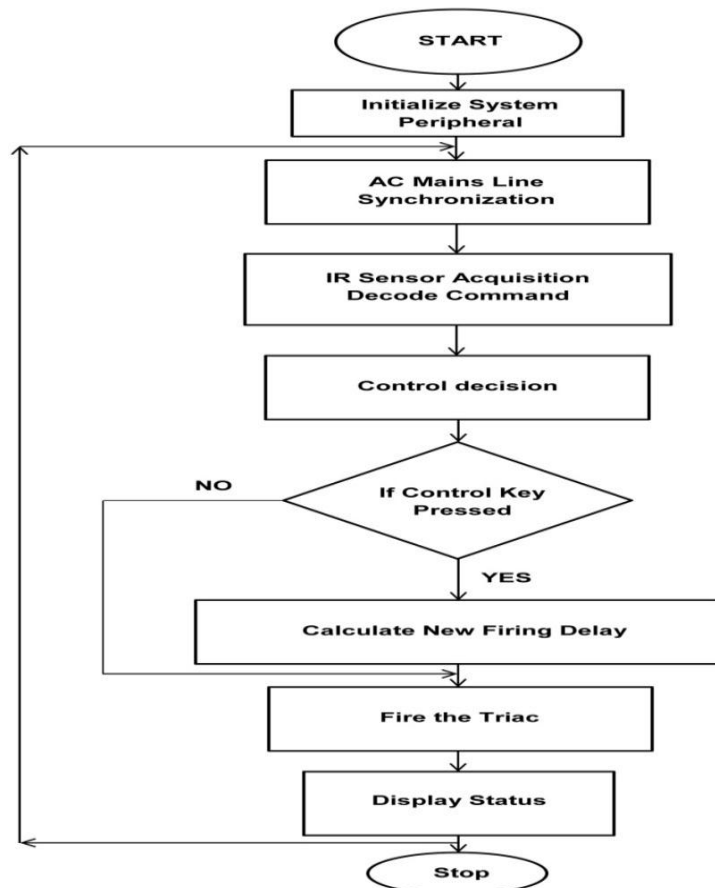 START
Initialize System
Peripheral
AC Mains Line
Synchronization
IR Sensor Acquisition
Decode Command
Control decision
NO
If Control Key
Pressed
YES
Calculate New Firing Delay
Fire the Triac
Display Status
Stop